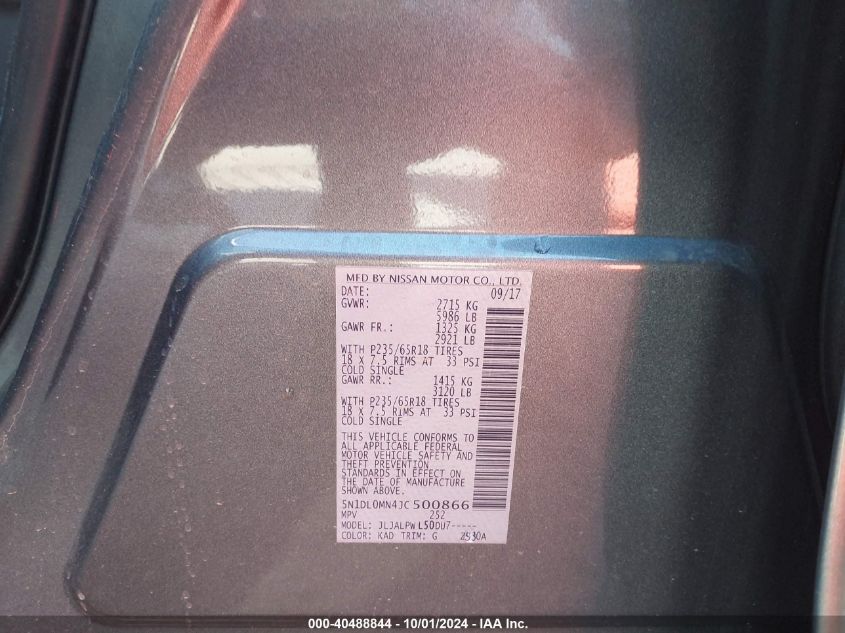 MFD BY NISSAN MOTOR CO., LTD.
DATE: 09/17
GVWR: 2715 KG
5986 LB
GAWR FR.: 1325 KG
2921 LB
WITH P235/65R18 TIRES
18 X 7.5 RIMS AT 33 PSI
COLD SINGLE
GAWR RR.: 1415 KG
3120 LB
WITH P235/65R18 TIRES
18 X 7.5 RIMS AT 33 PSI
COLD SINGLE
THIS VEHICLE CONFORMS TO
ALL APPLICABLE FEDERAL
MOTOR VEHICLE SAFETY AND
THEFT PREVENTION
STANDARDS IN EFFECT ON
THE DATE OF MANUFACTURE
SHOWN ABOVE.
5N1DL0MN4JC500866
MPV 252
MODEL: JLJALPWL50DU7-----
COLOR: KAD TRIM: G
000-40488844 - 10/01/2024 - IAA Inc.